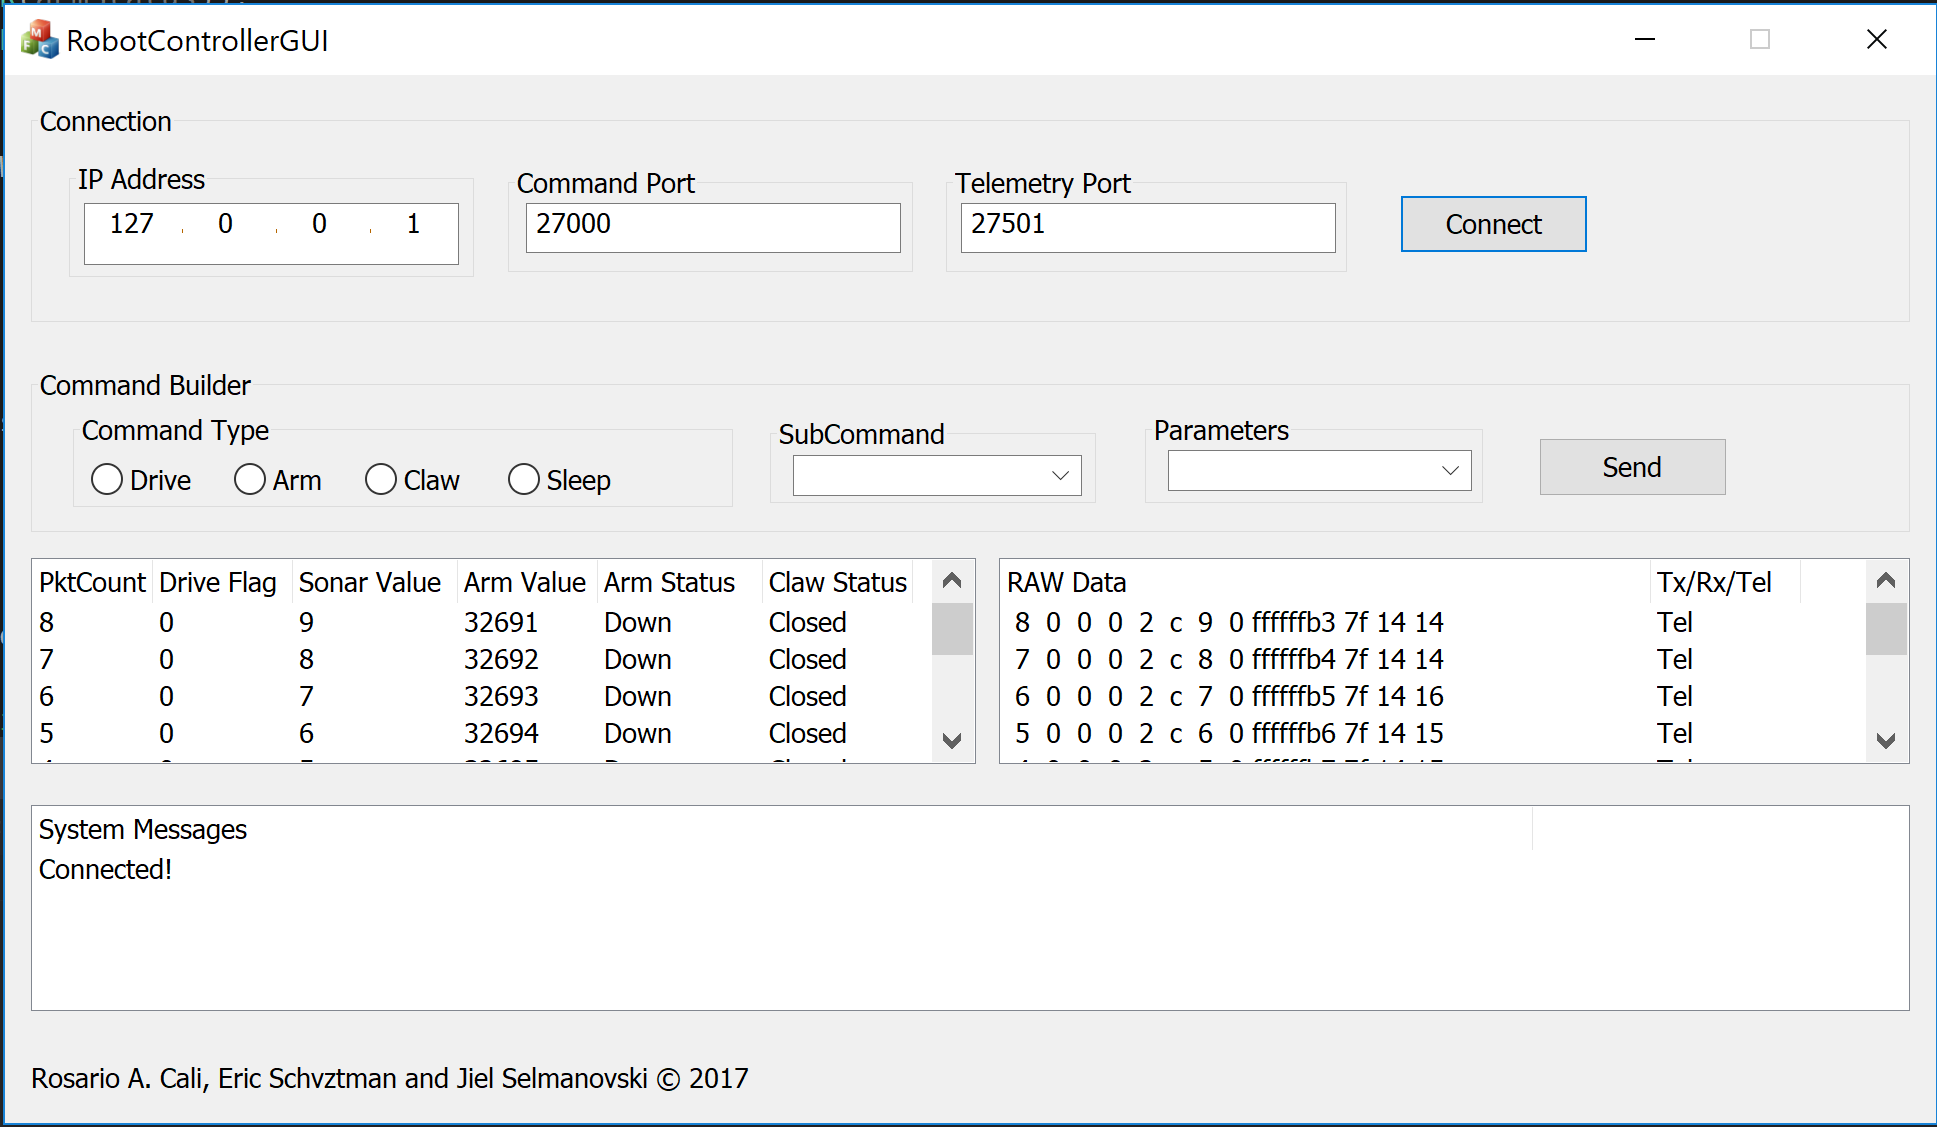 RobotControllerGUI
Connection
IP Address
Command Port
Telemetry Port
127 . 0 . 0 . 1
27000
27501
Connect
Command Builder
Command Type
SubCommand
Parameters
Drive
Arm
Claw
Sleep
Send
PktCount Drive Flag Sonar Value Arm Value Arm Status Claw Status
8 0 9 32691 Down Closed
7 0 8 32692 Down Closed
6 0 7 32693 Down Closed
5 0 6 32694 Down Closed
RAW Data Tx/Rx/Tel
8 0 0 0 2 c 9 0 ffffffb3 7f 14 14 Tel
7 0 0 0 2 c 8 0 ffffffb4 7f 14 14 Tel
6 0 0 0 2 c 7 0 ffffffb5 7f 14 16 Tel
5 0 0 0 2 c 6 0 ffffffb6 7f 14 15 Tel
System Messages
Connected!
Rosario A. Cali, Eric Schvztman and Jiel Selmanovski © 2017